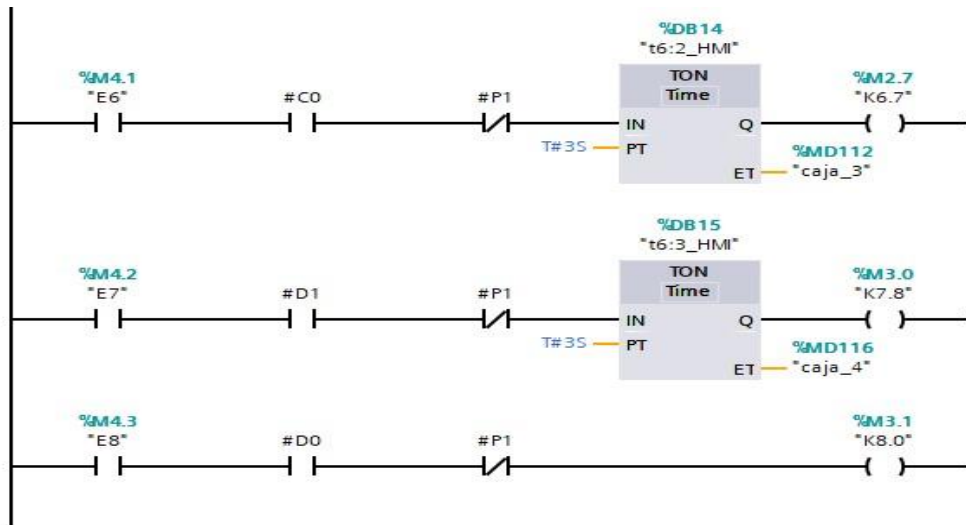 %DB14
"t6:2_HMI"
%M4.1
"E6"
#C0
#P1
TON
Time
%M2.7
"K6.7"
IN
Q
T#3S
PT
%MD112
ET
"caja_3"
%DB15
"t6:3_HMI"
%M4.2
"E7"
#D1
#P1
TON
Time
%M3.0
"K7.8"
IN
Q
T#3S
PT
%MD116
ET
"caja_4"
%M4.3
"E8"
#D0
#P1
%M3.1
"K8.0"